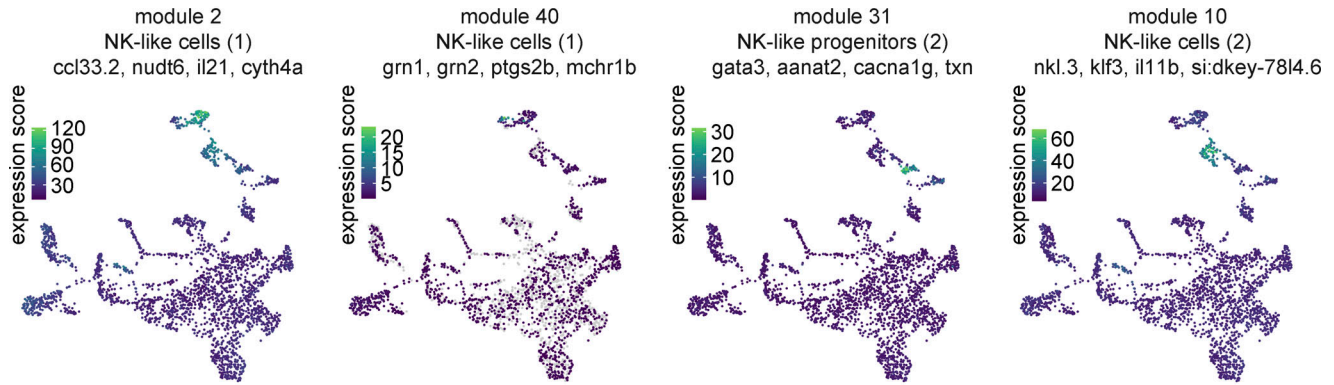 module 2
NK-like cells (1)
ccl33.2, nudt6, il21, cyth4a
expression score
120
90
60
30
module 40
NK-like cells (1)
grn1, grn2, ptgs2b, mchr1b
expression score
20
15
10
5
module 31
NK-like progenitors (2)
gata3, aanat2, cacna1g, txn
expression score
30
20
10
module 10
NK-like cells (2)
nkl.3, klf3, il11b, si:dkey-78l4.6
expression score
60
40
20